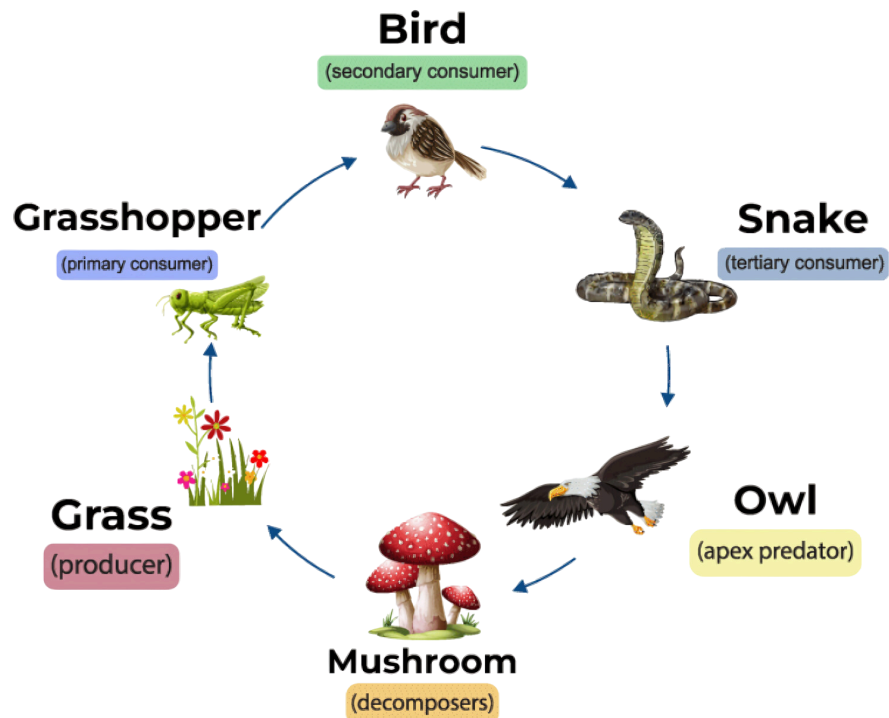 Bird
(secondary consumer)
Grasshopper
(primary consumer)
Snake
(tertiary consumer)
Grass
(producer)
Owl
(apex predator)
Mushroom
(decomposers)